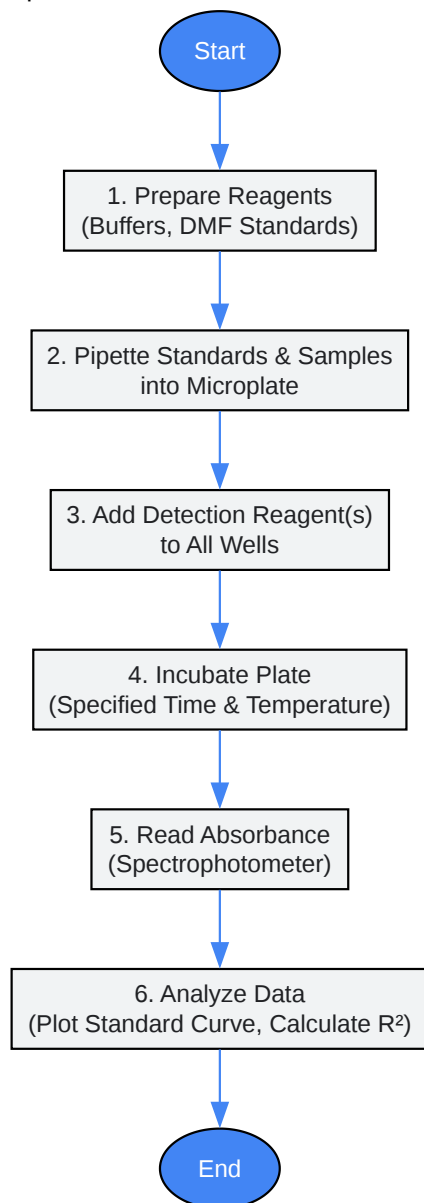 Start
1. Prepare Reagents
(Buffers, DMF Standards)
2. Pipette Standards & Samples
into Microplate
3. Add Detection Reagent(s)
to All Wells
4. Incubate Plate
(Specified Time & Temperature)
5. Read Absorbance
(Spectrophotometer)
6. Analyze Data
(Plot Standard Curve, Calculate R²)
End